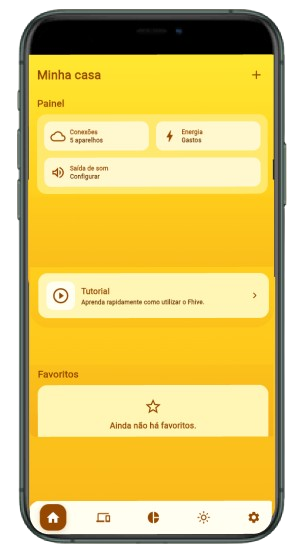 Minha casa
Painel
Conexões
5 aparelhos
Energia
Gastos
Saída de som
Configurar
Tutorial
Aprenda rapidamente como utilizar o Fhive.
Favoritos
Ainda não há favoritos.